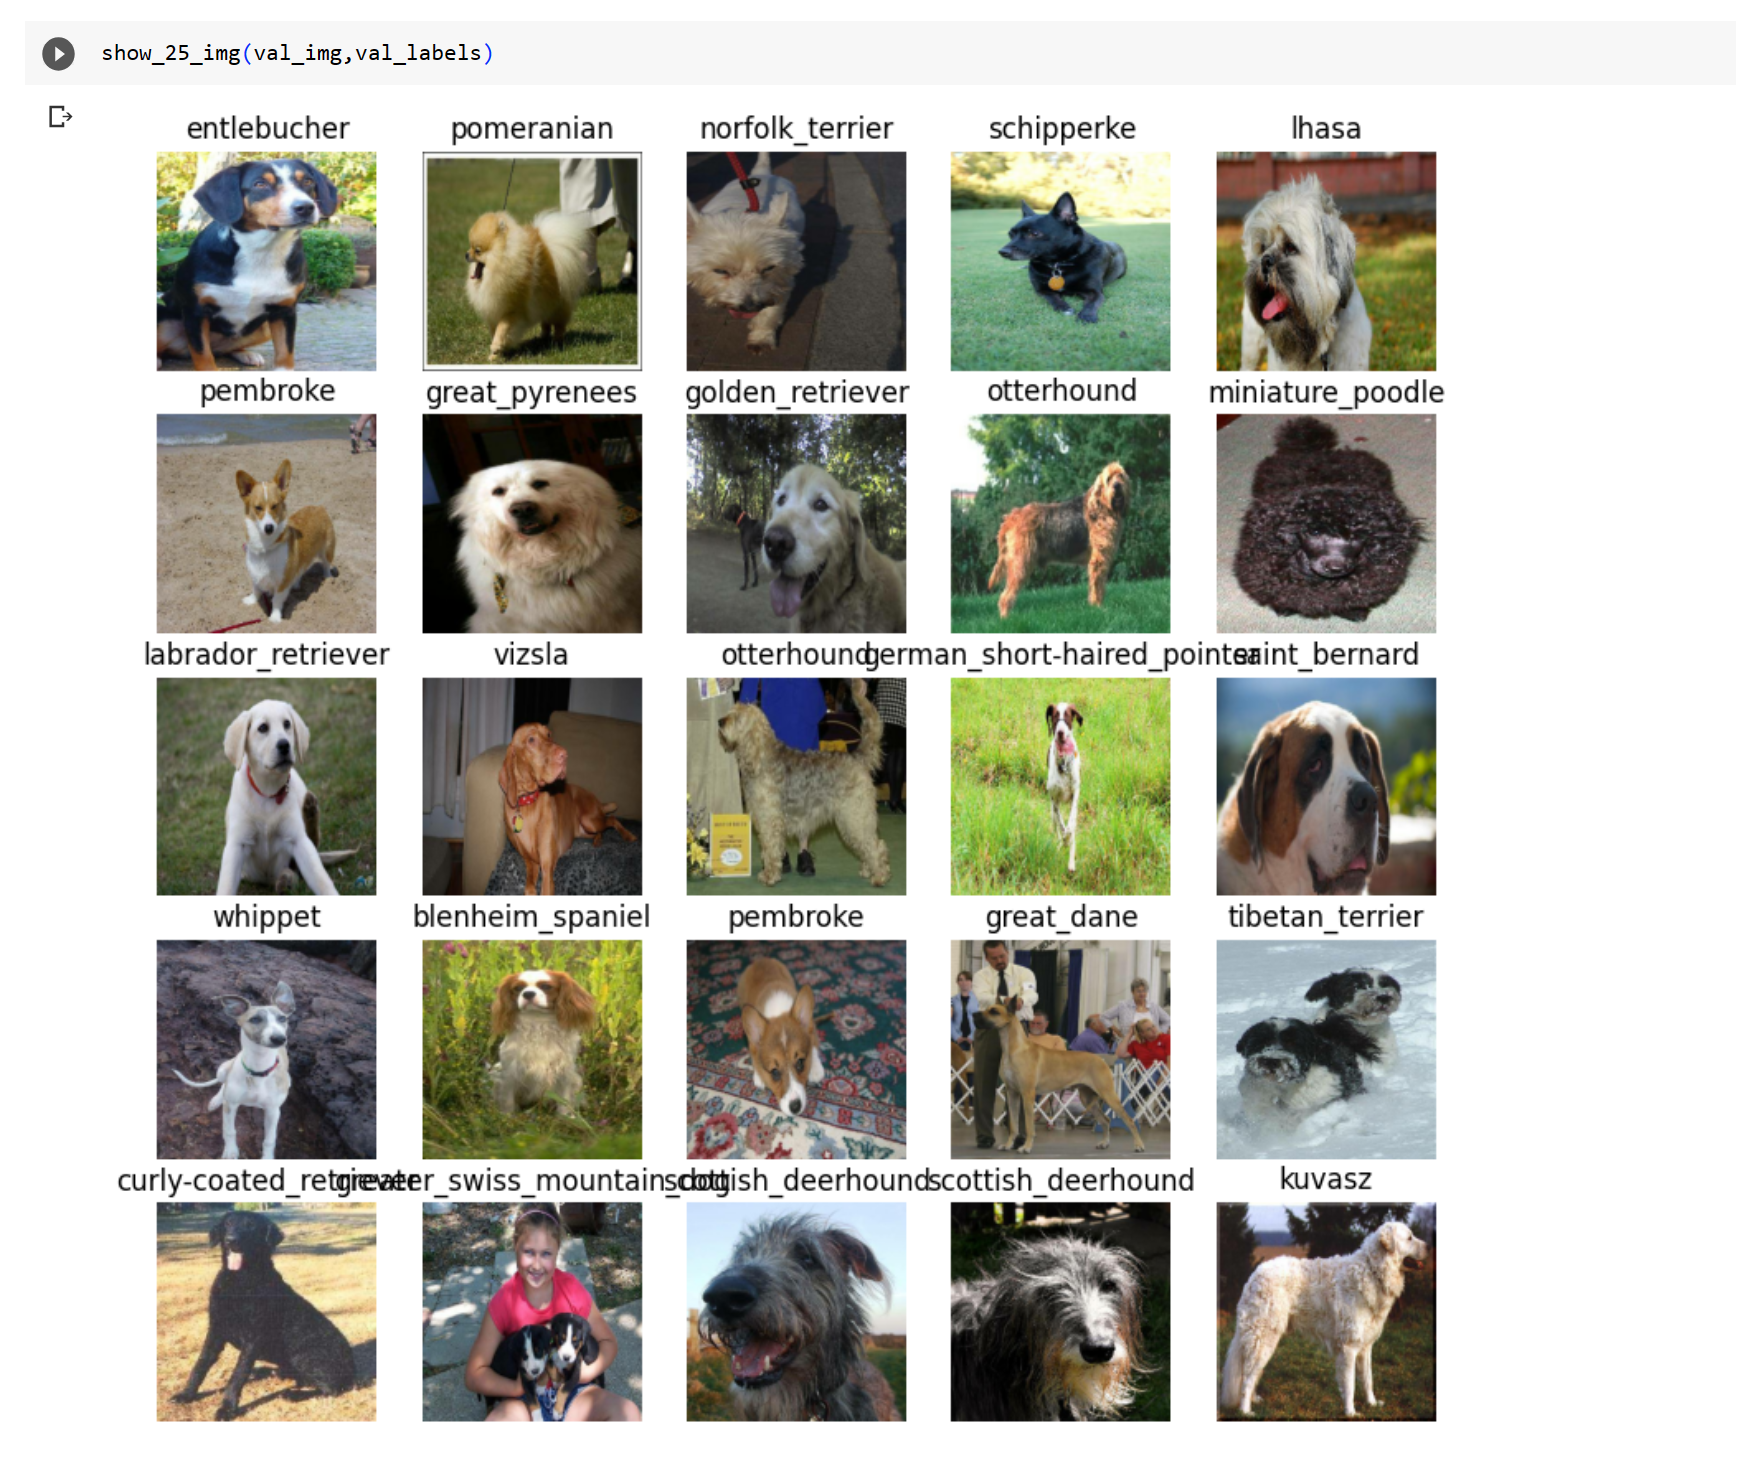 show_25_img(val_img,val_labels)
entlebucher pomeranian norfolk_terrier schipperke lhasa
pembroke great_pyrenees golden_retriever otterhound miniature_poodle
labrador_retriever vizsla otterhound german_short-haired_pointer saint_bernard
whippet blenheim_spaniel pembroke great_dane tibetan_terrier
curly-coated_retriever greater_swiss_mountain_dog scottish_deerhound scottish_deerhound kuvasz